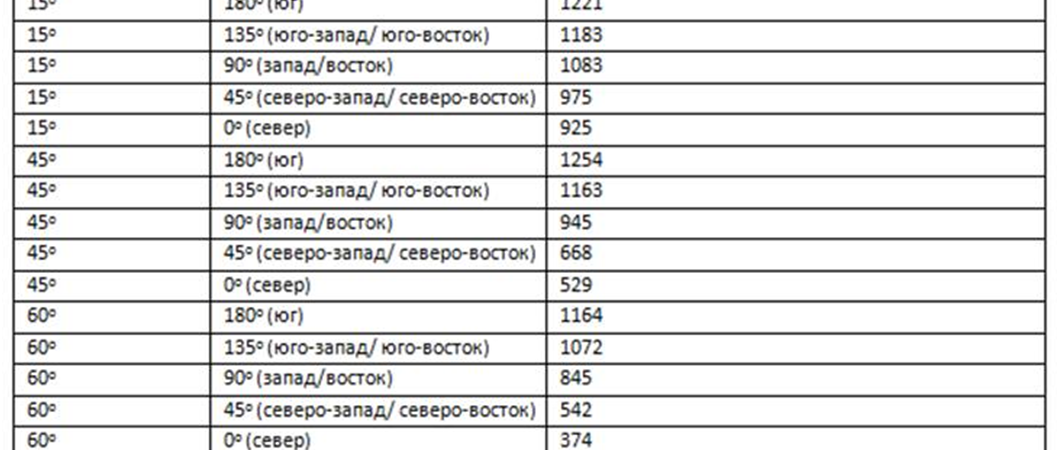 15º 180º (юг) 1221
15º 135º (юго-запад/ юго-восток) 1183
15º 90º (запад/восток) 1083
15º 45º (северо-запад/ северо-восток) 975
15º 0º (север) 925
45º 180º (юг) 1254
45º 135º (юго-запад/ юго-восток) 1163
45º 90º (запад/восток) 945
45º 45º (северо-запад/ северо-восток) 668
45º 0º (север) 529
60º 180º (юг) 1164
60º 135º (юго-запад/ юго-восток) 1072
60º 90º (запад/восток) 845
60º 45º (северо-запад/ северо-восток) 542
60º 0º (север) 374